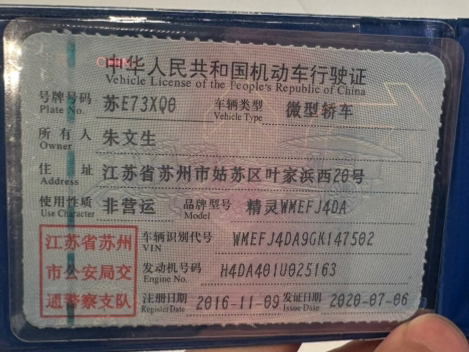 中华人民共和国机动车行驶证
Vehicle License of the People's Republic of China
号牌号码 苏E73XQ0 车辆类型 微型轿车
Plate No. Vehicle Type
所有人 朱文生
Owner
住址 江苏省苏州市姑苏区叶家浜西20号
Address
使用性质 非营运 品牌型号 精灵WMEFJ4DA
Use Character Model
江苏省苏州 车辆识别代号 WMEFJ4DA9GK147502
VIN
市公安局交 发动机号码 H4DA401U025163
Engine No.
通警察支队 注册日期 2016-11-09 发证日期 2020-07-06
Register Date Issue Date